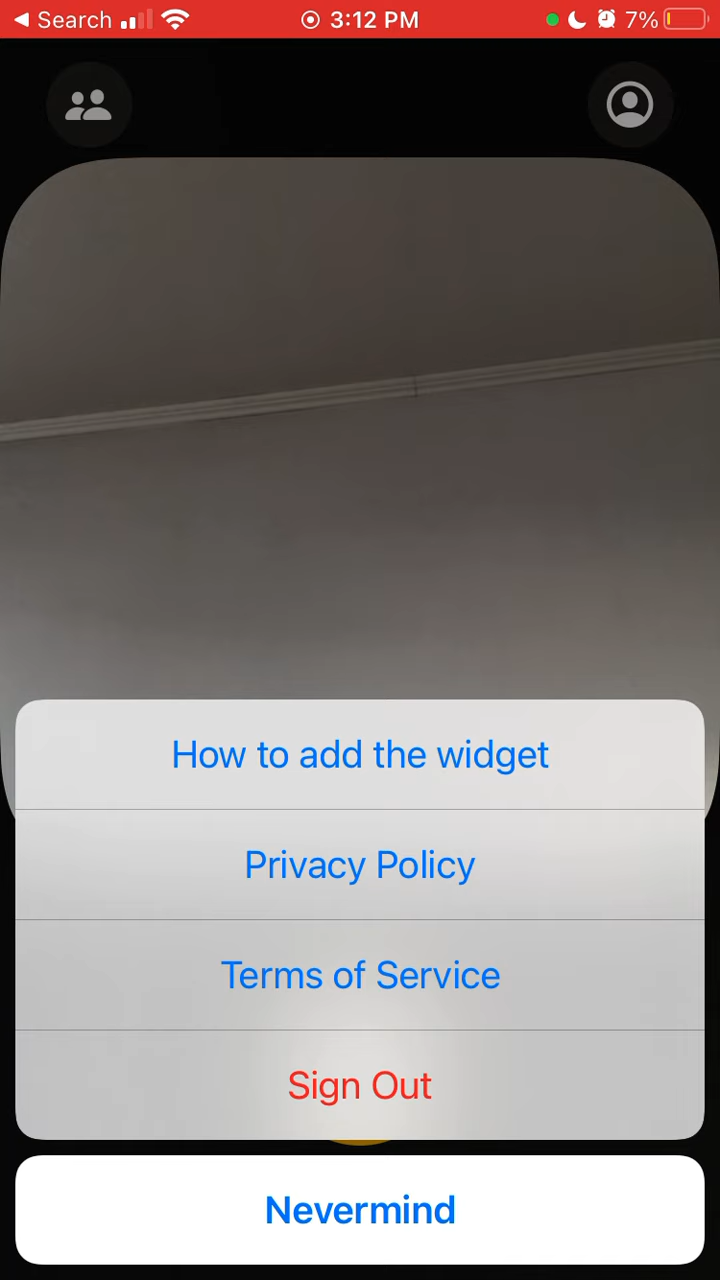 Search 3:12 PM 7%
How to add the widget
Privacy Policy
Terms of Service
Sign Out
Nevermind